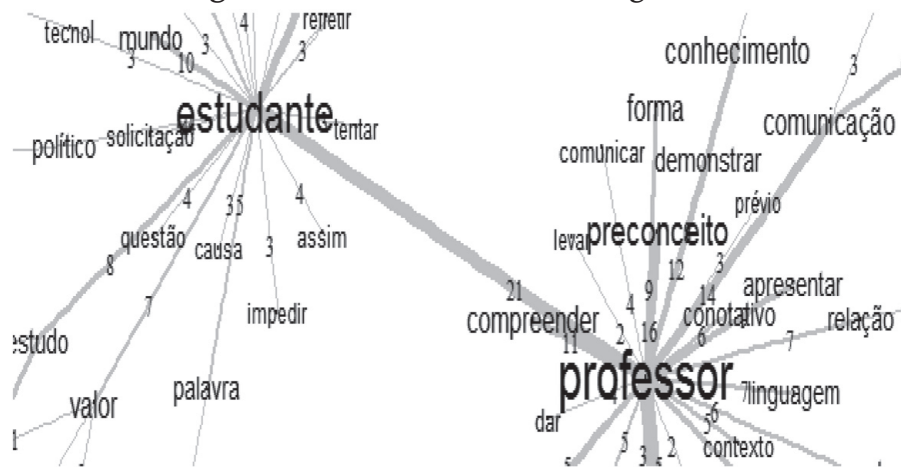 refletir
tecnol
mundo
4
3
3
3
10
conhecimento
3
estudante
forma
comunicação
tentar
solicitação
político
comunicar
demonstrar
4
35
4
prévio
questão
causa
3
assim
levar
preconceito
8
3
12
apresentar
21
9
14
7
4
impedir
conotativo
relação
compreender
2
16
6
7
11
estudo
professor
palavra
7
linguagem
valor
6
dar
5
1
5
2
contexto
3
5